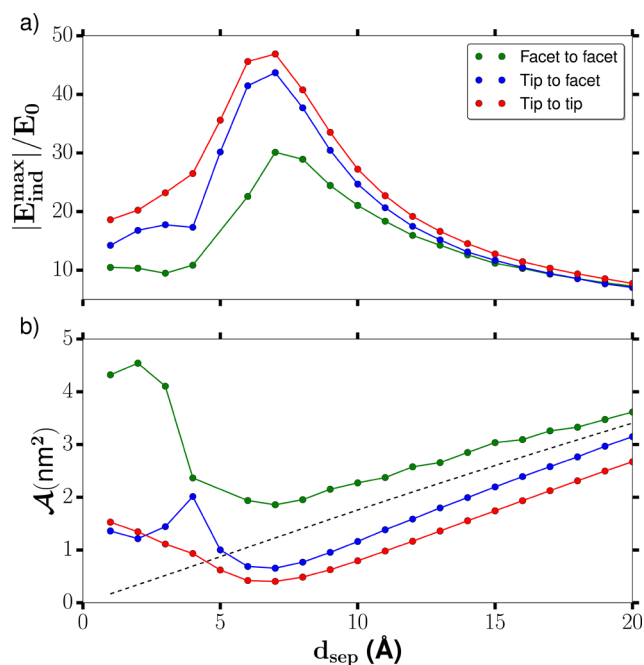 a)
50
40
30
20
10
|E_ind^max|/E_0
Facet to facet
Tip to facet
Tip to tip
b)
5
4
3
2
1
0
𝒜(nm²)
0
5
10
15
20
d_sep (Å)